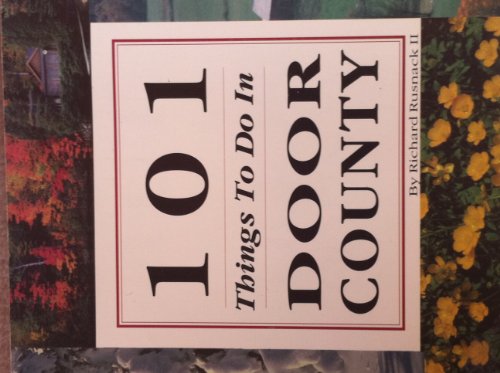 101
Things To Do In
DOOR
COUNTY
By Richard Rusnack II